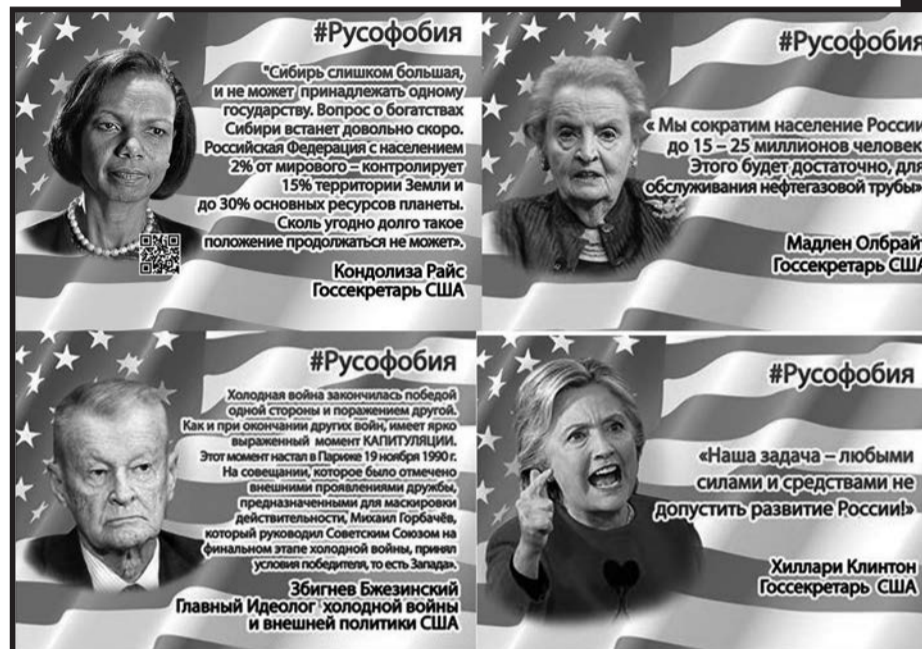 #Русофобия
"Сибирь слишком большая,
и не может принадлежать одному
государству. Вопрос о богатствах
Сибири встанет довольно скоро.
Российская Федерация с населением
2% от мирового – контролирует
15% территории Земли и
до 30% основных ресурсов планеты.
Сколь угодно долго такое
положение продолжаться не может».
Кондолиза Райс
Госсекретарь США
#Русофобия
« Мы сократим население России
до 15 – 25 миллионов человек
Этого будет достаточно, для
обслуживания нефтегазовой трубы»
Мадлен Олбрайт
Госсекретарь США
#Русофобия
Холодная война закончилась победой
одной стороны и поражением другой.
Как и при окончании других войн, имеет ярко
выраженный момент КАПИТУЛЯЦИИ.
Этот момент настал в Париже 19 ноября 1990 г.
На совещании, которое было отмечено
внешними проявлениями дружбы,
предназначенными для маскировки
действительности, Михаил Горбачёв,
который руководил Советским Союзом на
финальном этапе холодной войны, принял
условия победителя, то есть Запада».
Збигнев Бжезинский
Главный Идеолог холодной войны
и внешней политики США
#Русофобия
«Наша задача – любыми
силами и средствами не
допустить развитие России!»
Хиллари Клинтон
Госсекретарь США